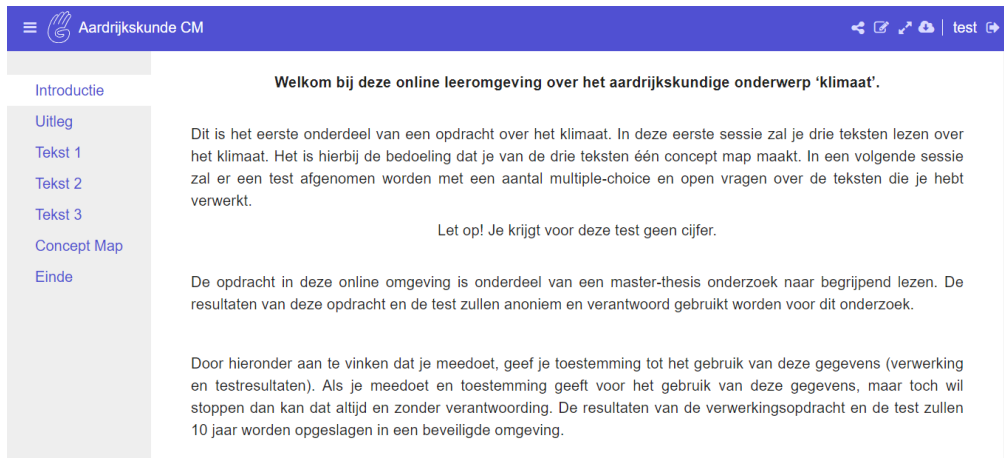 Aardrijkskunde CM
test
Introductie
Uitleg
Tekst 1
Tekst 2
Tekst 3
Concept Map
Einde
Welkom bij deze online leeromgeving over het aardrijkskundige onderwerp ‘klimaat’.
Dit is het eerste onderdeel van een opdracht over het klimaat. In deze eerste sessie zal je drie teksten lezen over
het klimaat. Het is hierbij de bedoeling dat je van de drie teksten één concept map maakt. In een volgende sessie
zal er een test afgenomen worden met een aantal multiple-choice en open vragen over de teksten die je hebt
verwerkt.
Let op! Je krijgt voor deze test geen cijfer.
De opdracht in deze online omgeving is onderdeel van een master-thesis onderzoek naar begrijpend lezen. De
resultaten van deze opdracht en de test zullen anoniem en verantwoord gebruikt worden voor dit onderzoek.
Door hieronder aan te vinken dat je meedoet, geef je toestemming tot het gebruik van deze gegevens (verwerking
en testresultaten). Als je meedoet en toestemming geeft voor het gebruik van deze gegevens, maar toch wil
stoppen dan kan dat altijd en zonder verantwoording. De resultaten van de verwerkingsopdracht en de test zullen
10 jaar worden opgeslagen in een beveiligde omgeving.